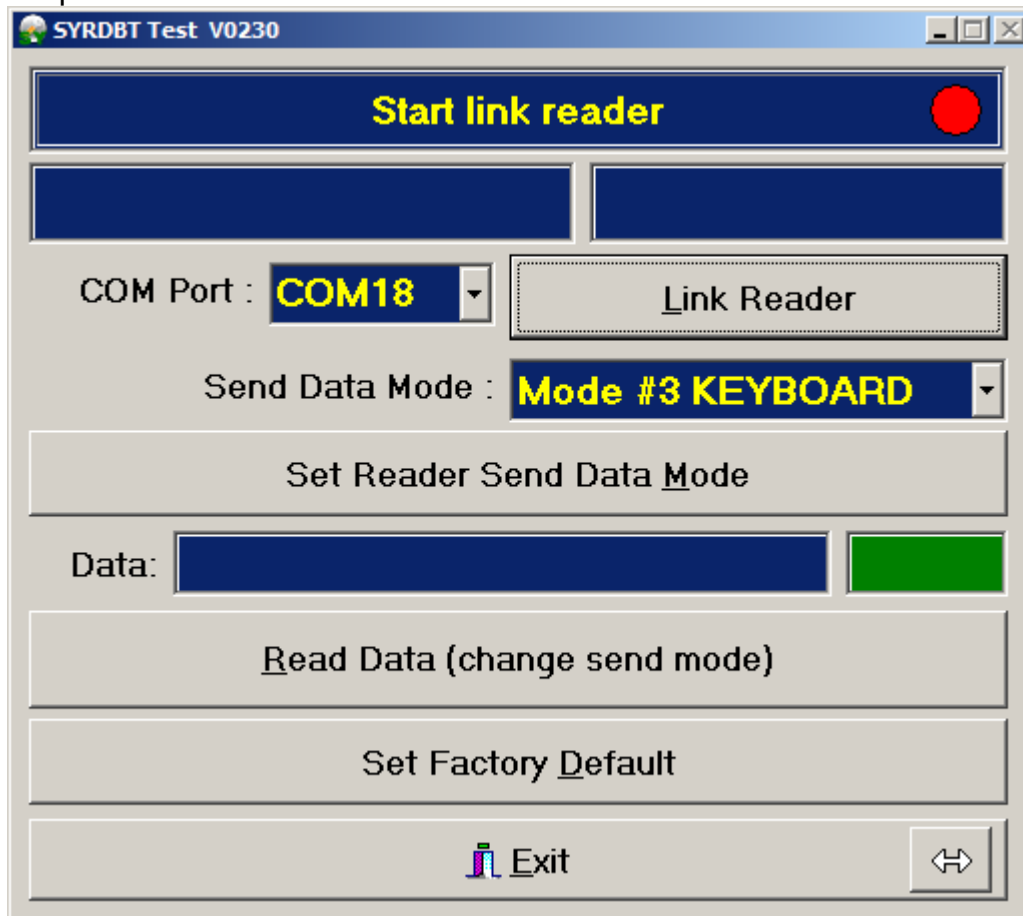 SYRDBT Test V0230
Start link reader
COM Port : COM18 Link Reader
Send Data Mode : Mode #3 KEYBOARD
Set Reader Send Data Mode
Data:
Read Data (change send mode)
Set Factory Default
Exit